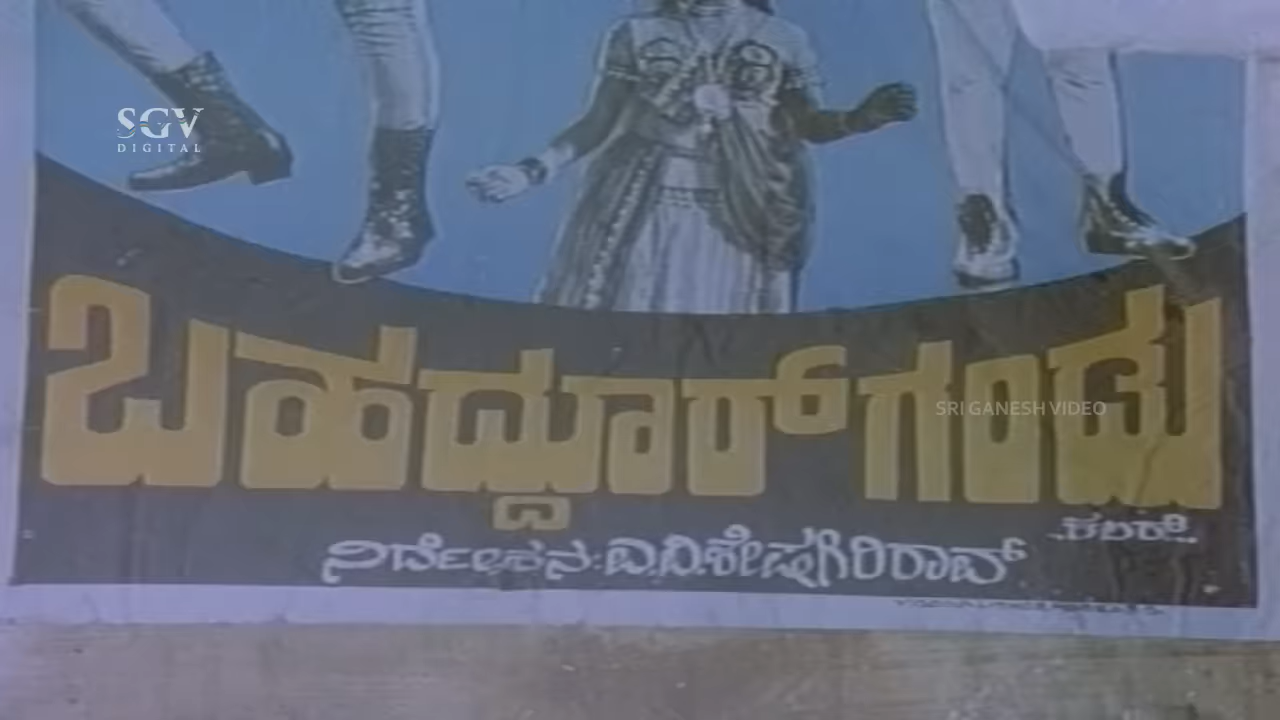 SGV
DIGITAL
ಬಹದ್ದೂರ್ ಗಂಡು
SRI GANESH VIDEO
ಕಲರ್
ನಿರ್ದೇಶನ: ಎ.ವಿ.ಶೇಷಗಿರಿರಾವ್